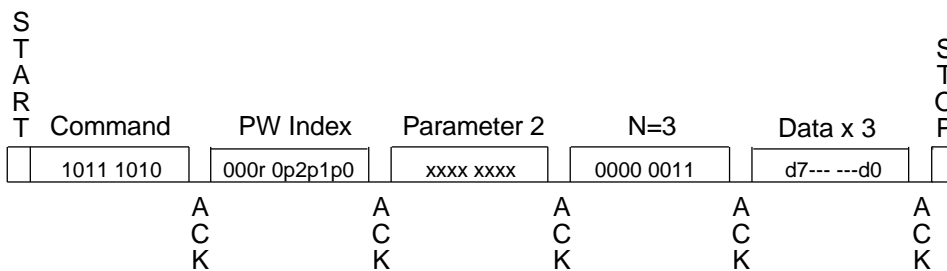 START
Command
PW Index
Parameter 2
N=3
Data x 3
STOP
1011 1010
000r 0p2p1p0
xxxx xxxx
0000 0011
d7--- ---d0
ACK
ACK
ACK
ACK
ACK